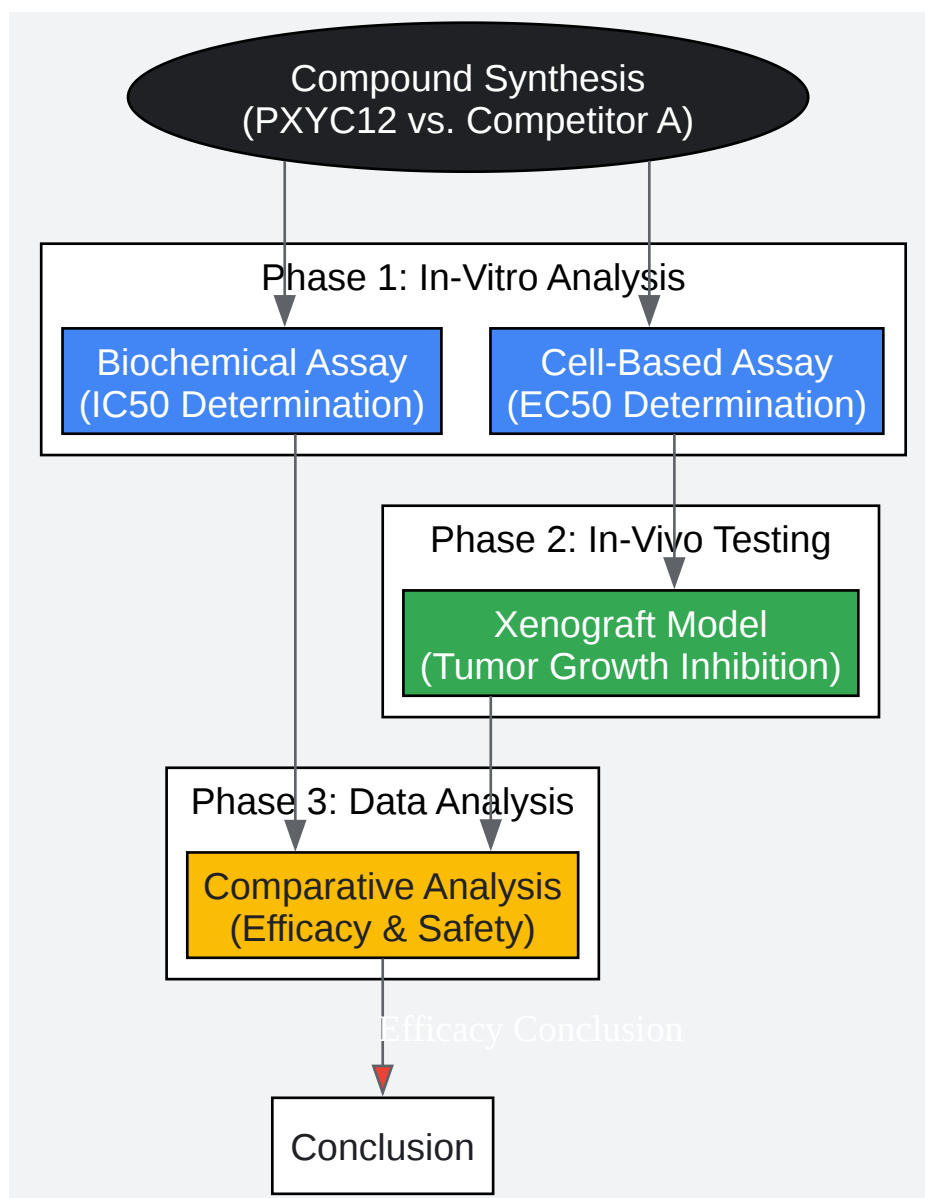 Compound Synthesis
(PXYC12 vs. Competitor A)
Phase 1: In-Vitro Analysis
Biochemical Assay
(IC50 Determination)
Cell-Based Assay
(EC50 Determination)
Phase 2: In-Vivo Testing
Xenograft Model
(Tumor Growth Inhibition)
Phase 3: Data Analysis
Comparative Analysis
(Efficacy & Safety)
Efficacy Conclusion
Conclusion